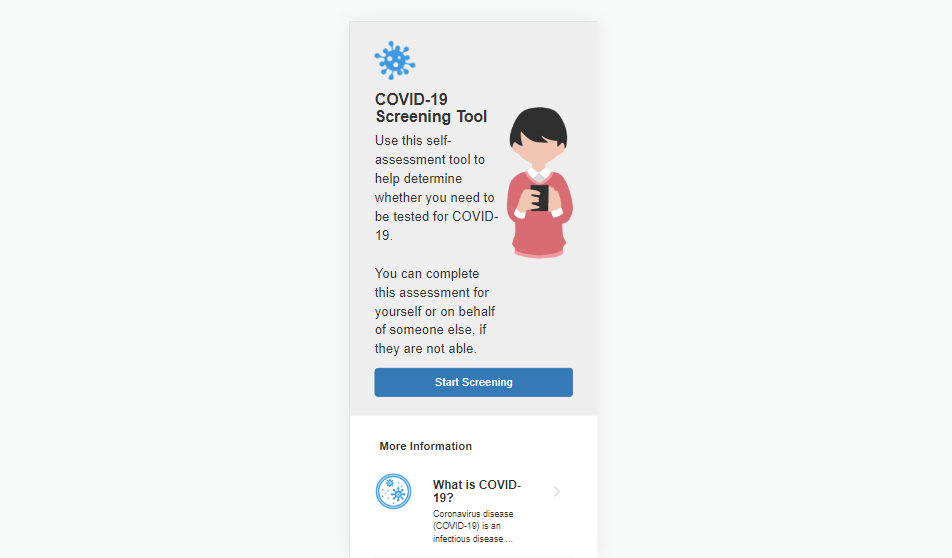 COVID-19
Screening Tool
Use this self-
assessment tool to
help determine
whether you need to
be tested for COVID-
19.
You can complete
this assessment for
yourself or on behalf
of someone else, if
they are not able.
Start Screening
More Information
What is COVID-
19?
Coronavirus disease
(COVID-19) is an
infectious disease ...